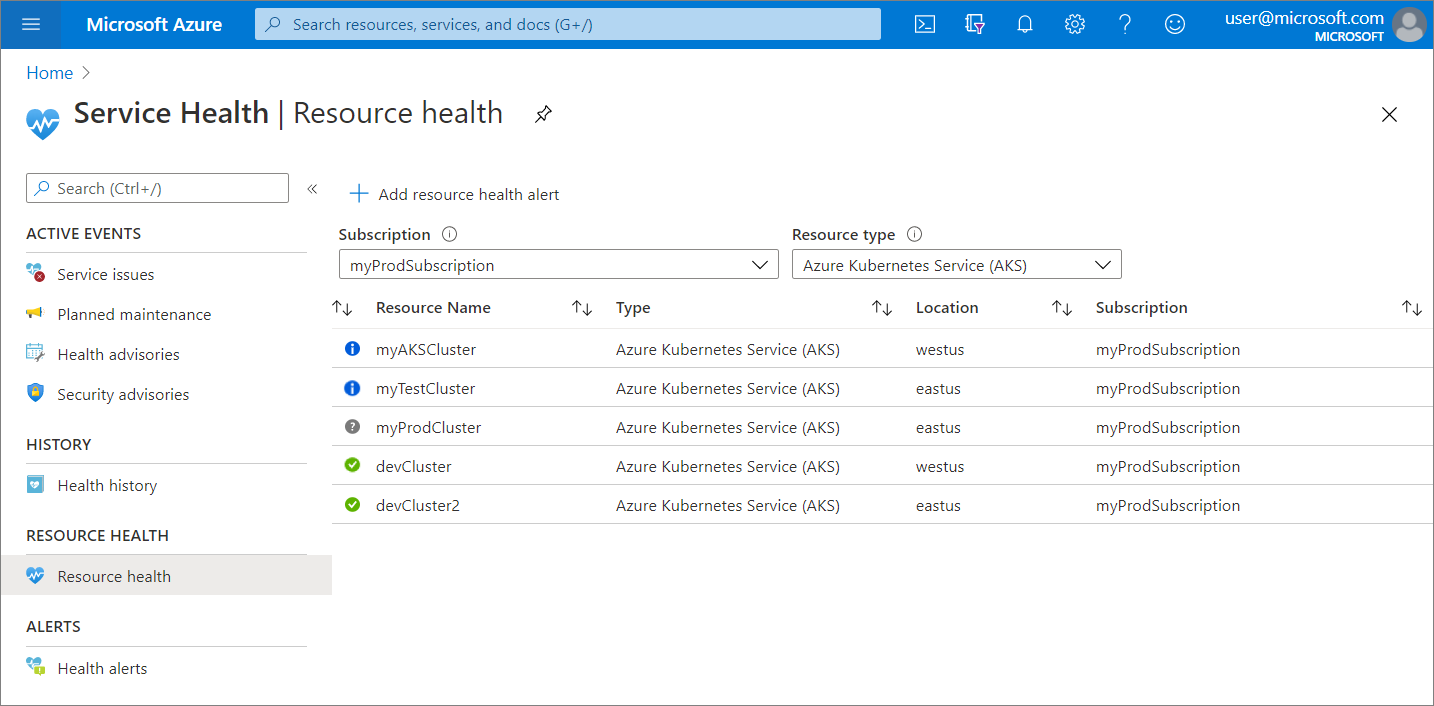 Microsoft Azure
Search resources, services, and docs (G+/)
user@microsoft.com
MICROSOFT
Home
Service Health | Resource health
Search (Ctrl+/)
«
Add resource health alert
ACTIVE EVENTS
Service issues
Planned maintenance
Health advisories
Security advisories
HISTORY
Health history
RESOURCE HEALTH
Resource health
ALERTS
Health alerts
Subscription
Resource type
myProdSubscription
Azure Kubernetes Service (AKS)
Resource Name Type Location Subscription
myAKSCluster Azure Kubernetes Service (AKS) westus myProdSubscription
myTestCluster Azure Kubernetes Service (AKS) eastus myProdSubscription
myProdCluster Azure Kubernetes Service (AKS) eastus myProdSubscription
devCluster Azure Kubernetes Service (AKS) westus myProdSubscription
devCluster2 Azure Kubernetes Service (AKS) eastus myProdSubscription